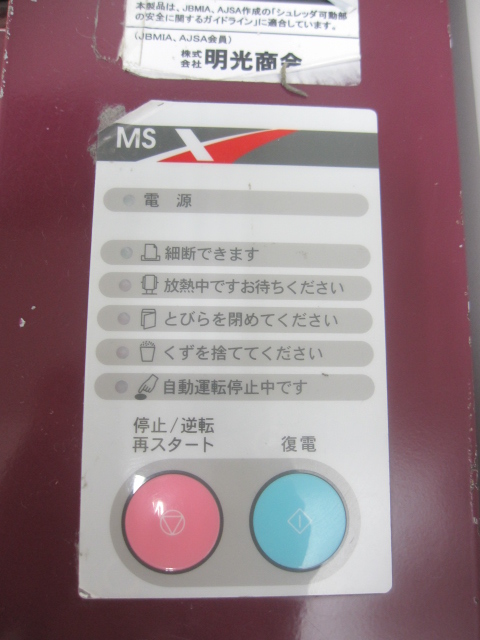 本製品は、JBMIA、AJSA作成の「シュレッダ可動部
の安全に関するガイドライン」に適合しています。
(JBMIA、AJSA会員)
株式
会社 明光商会
MS X
電 源
細断できます
放熱中ですお待ちください
とびらを閉めてください
くずを捨ててください
自動運転停止中です
停止/逆転
再スタート
復電